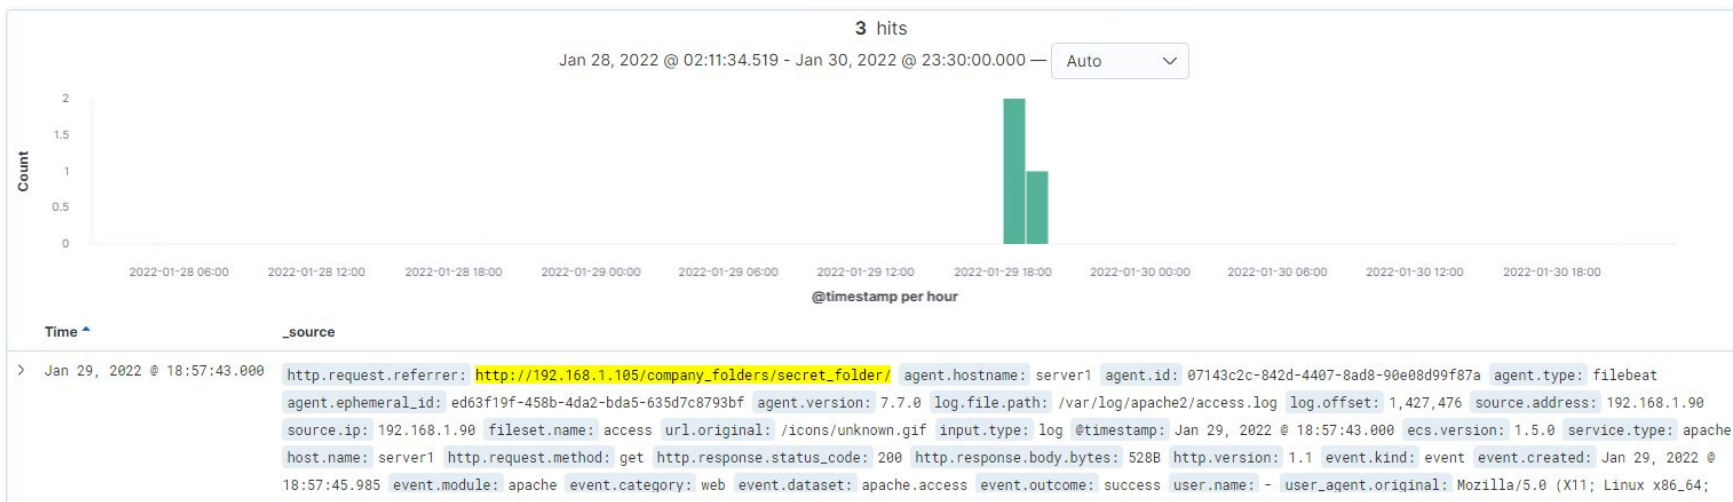 3 hits
Jan 28, 2022 @ 02:11:34.519 - Jan 30, 2022 @ 23:30:00.000 — Auto
2
1.5
1
0.5
0
Count
2022-01-28 06:00 2022-01-28 12:00 2022-01-28 18:00 2022-01-29 00:00 2022-01-29 06:00 2022-01-29 12:00 2022-01-29 18:00 2022-01-30 00:00 2022-01-30 06:00 2022-01-30 12:00 2022-01-30 18:00
@timestamp per hour
Time _source
Jan 29, 2022 @ 18:57:43.000 http.request.referrer: http://192.168.1.105/company_folders/secret_folder/ agent.hostname: server1 agent.id: 07143c2c-842d-4407-8ad8-90e08d99f87a agent.type: filebeat
agent.ephemeral_id: ed63f19f-458b-4da2-bda5-635d7c8793bf agent.version: 7.7.0 log.file.path: /var/log/apache2/access.log log.offset: 1,427,476 source.address: 192.168.1.90
source.ip: 192.168.1.90 fileset.name: access url.original: /icons/unknown.gif input.type: log @timestamp: Jan 29, 2022 @ 18:57:43.000 ecs.version: 1.5.0 service.type: apache
host.name: server1 http.request.method: get http.response.status_code: 200 http.response.body.bytes: 528B http.version: 1.1 event.kind: event event.created: Jan 29, 2022 @
18:57:45.985 event.module: apache event.category: web event.dataset: apache.access event.outcome: success user.name: - user_agent.original: Mozilla/5.0 (X11; Linux x86_64;